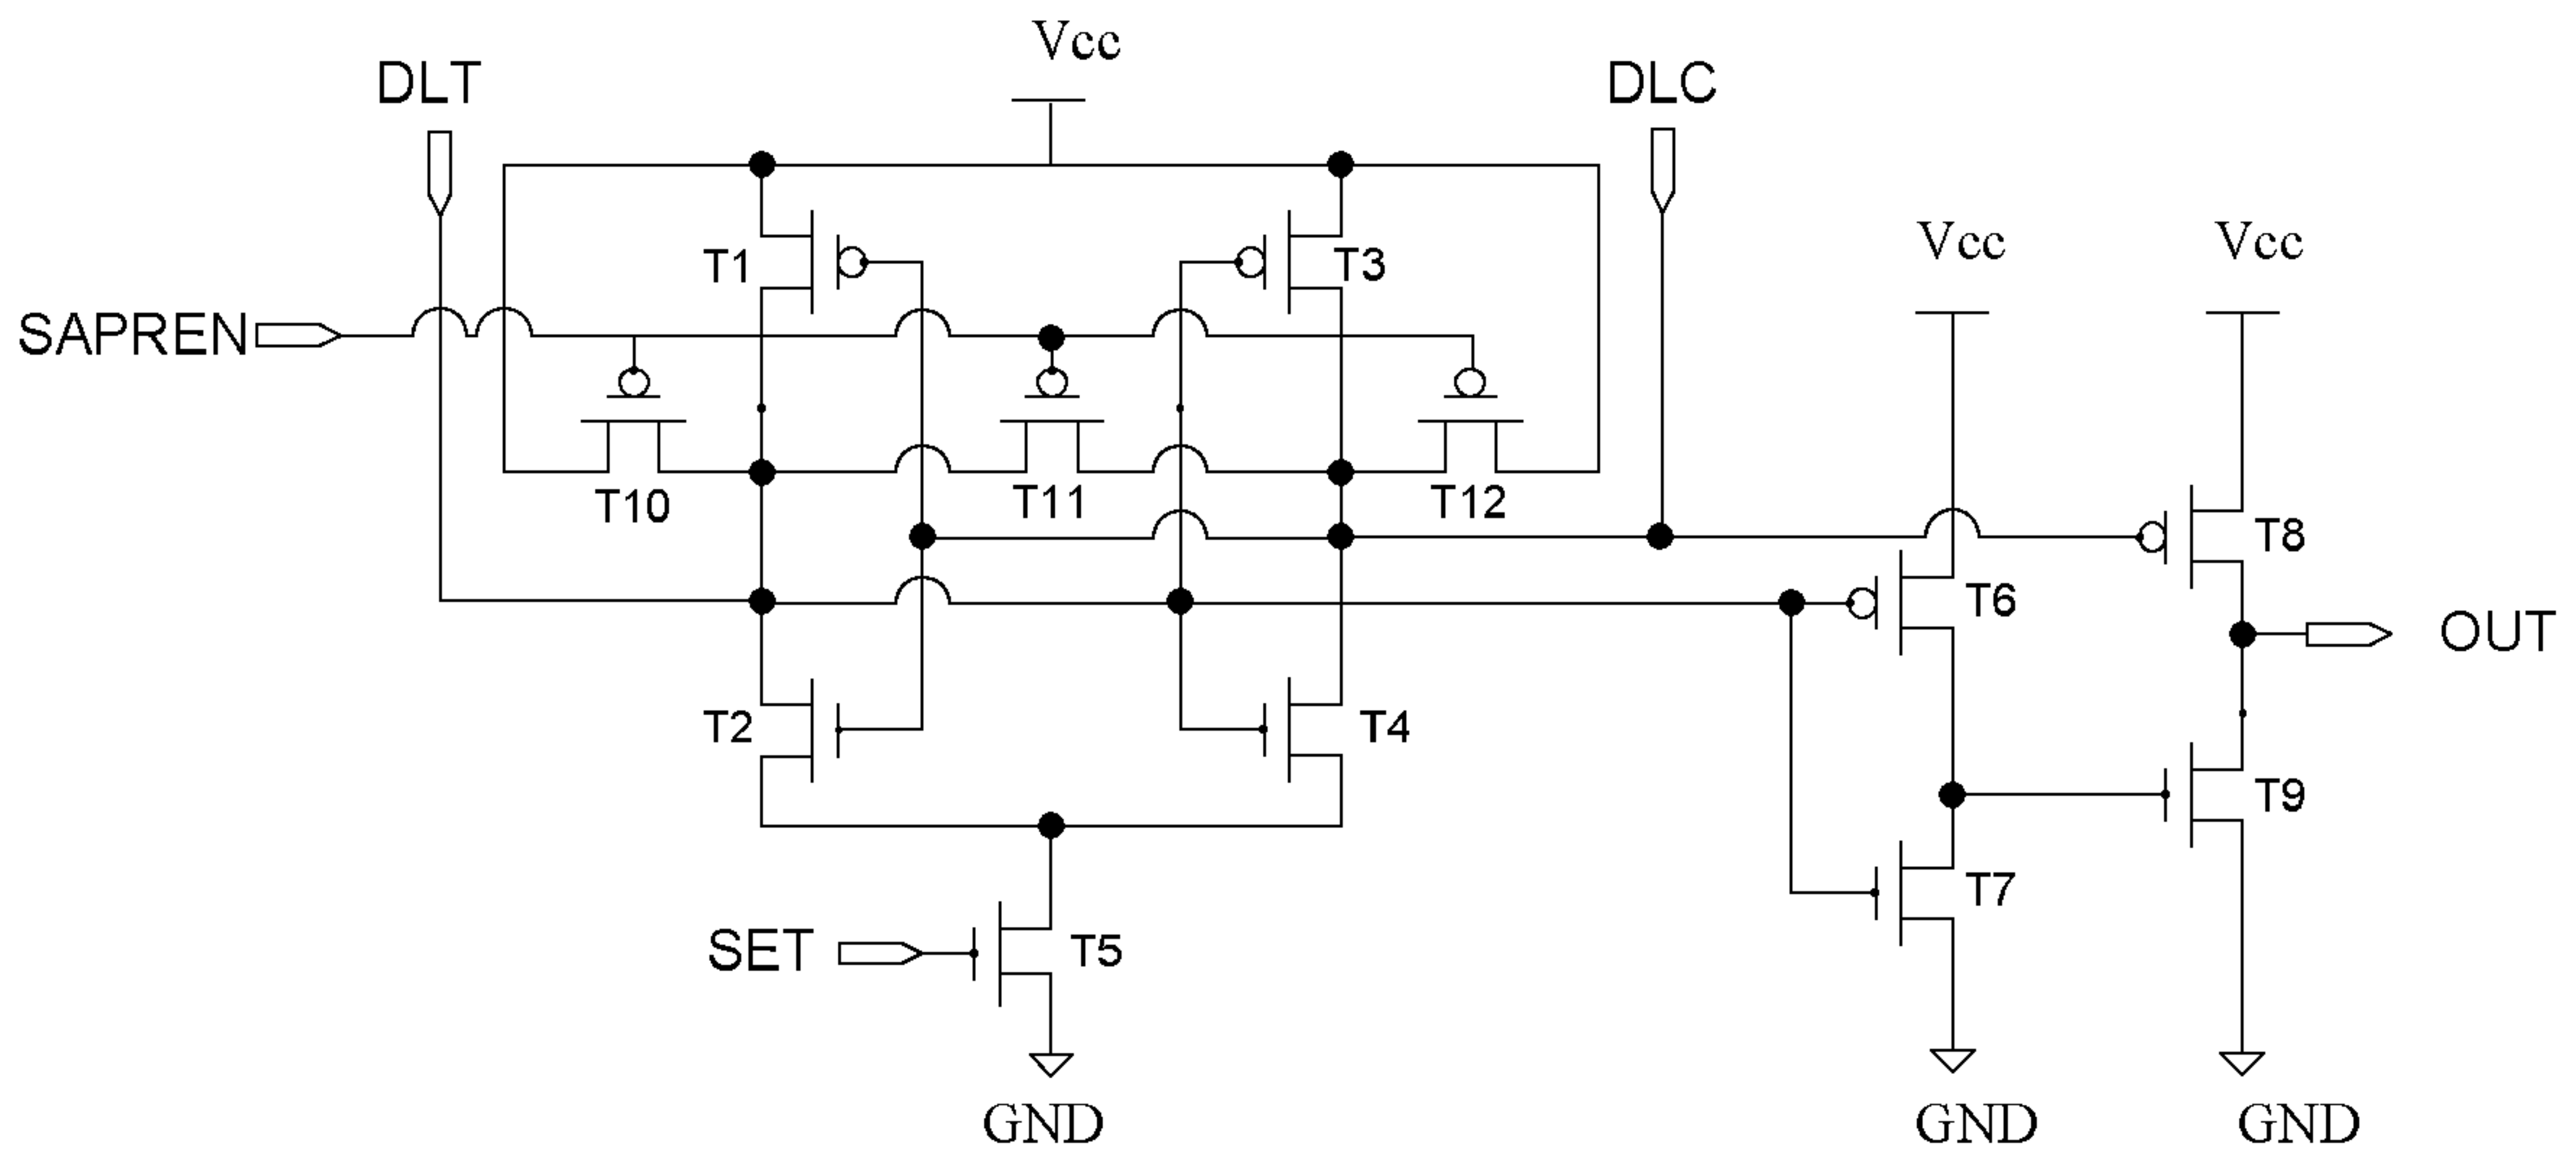 Vcc
DLT
DLC
Vcc
Vcc
T1
T3
SAPREN
T10
T11
T12
T8
T6
OUT
T2
T4
T9
T7
SET
T5
GND
GND
GND